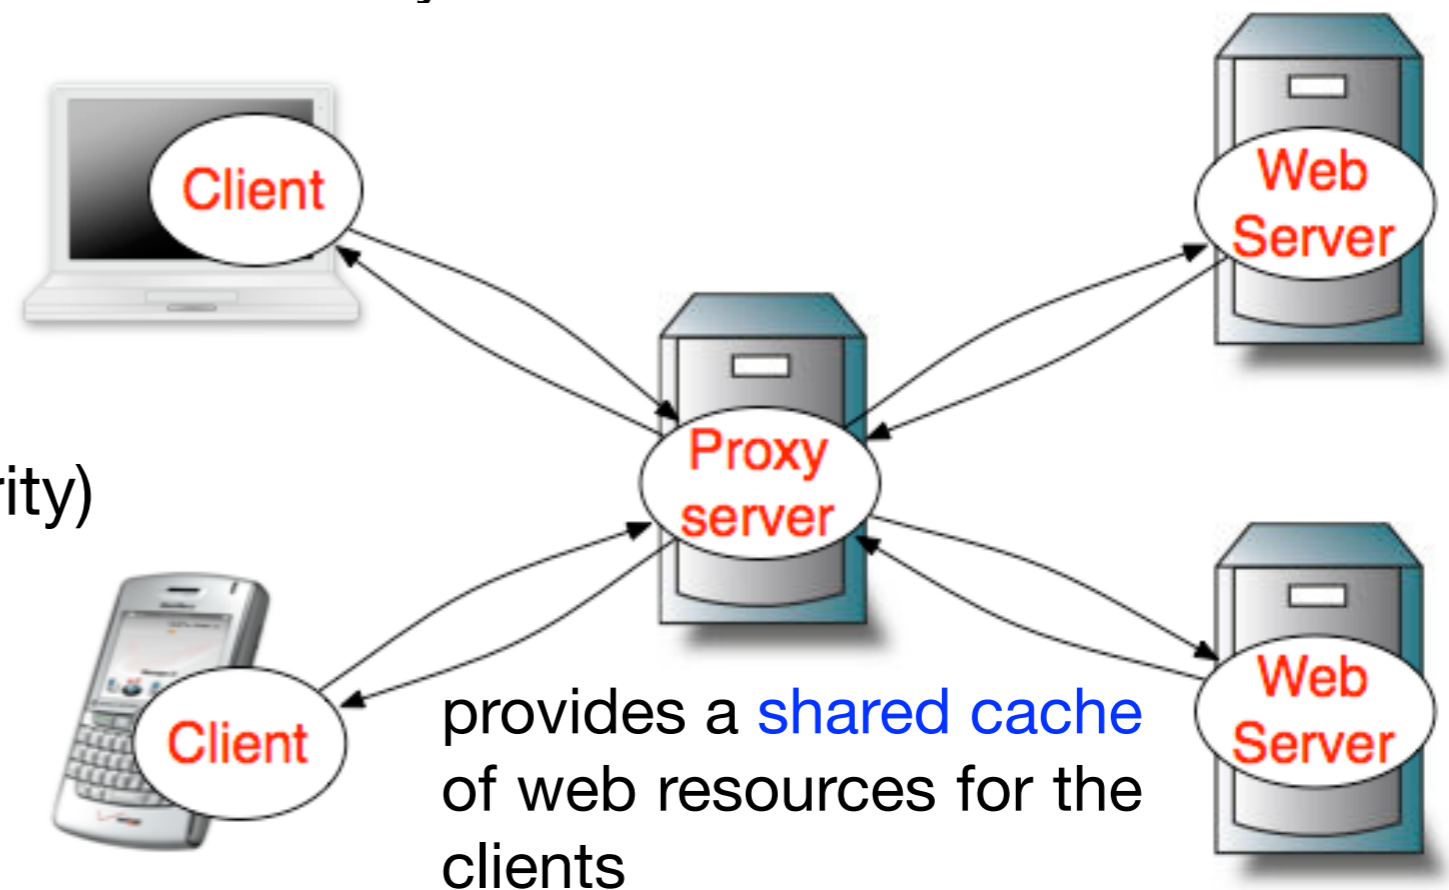 Client
Web
Server
Proxy
server
rity)
Client
provides a shared cache
of web resources for the
clients
Web
Server